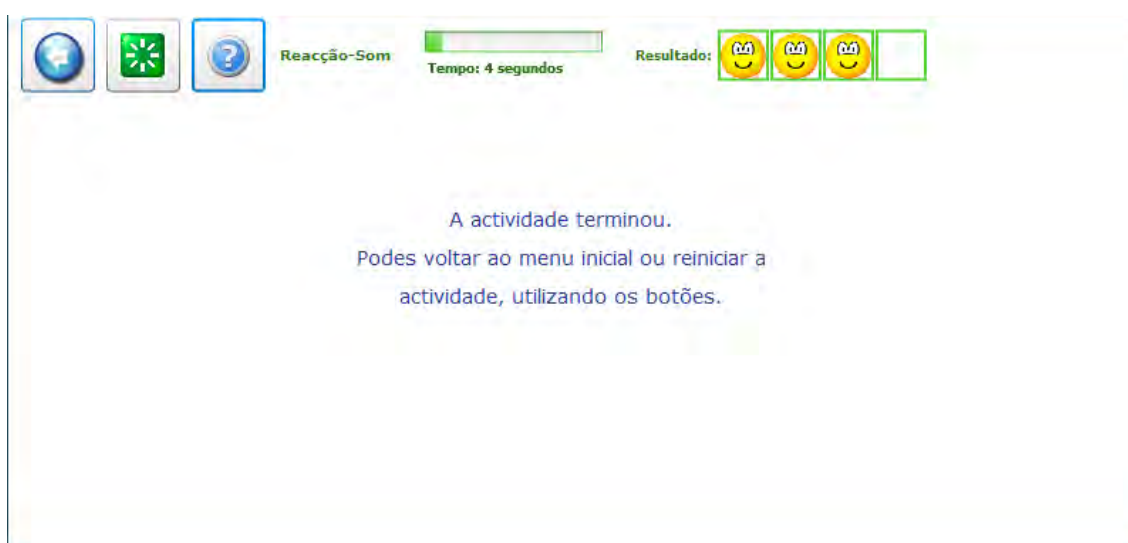 Reacção-Som
Tempo: 4 segundos
Resultado:
A actividade terminou.
Podes voltar ao menu inicial ou reiniciar a
actividade, utilizando os botões.